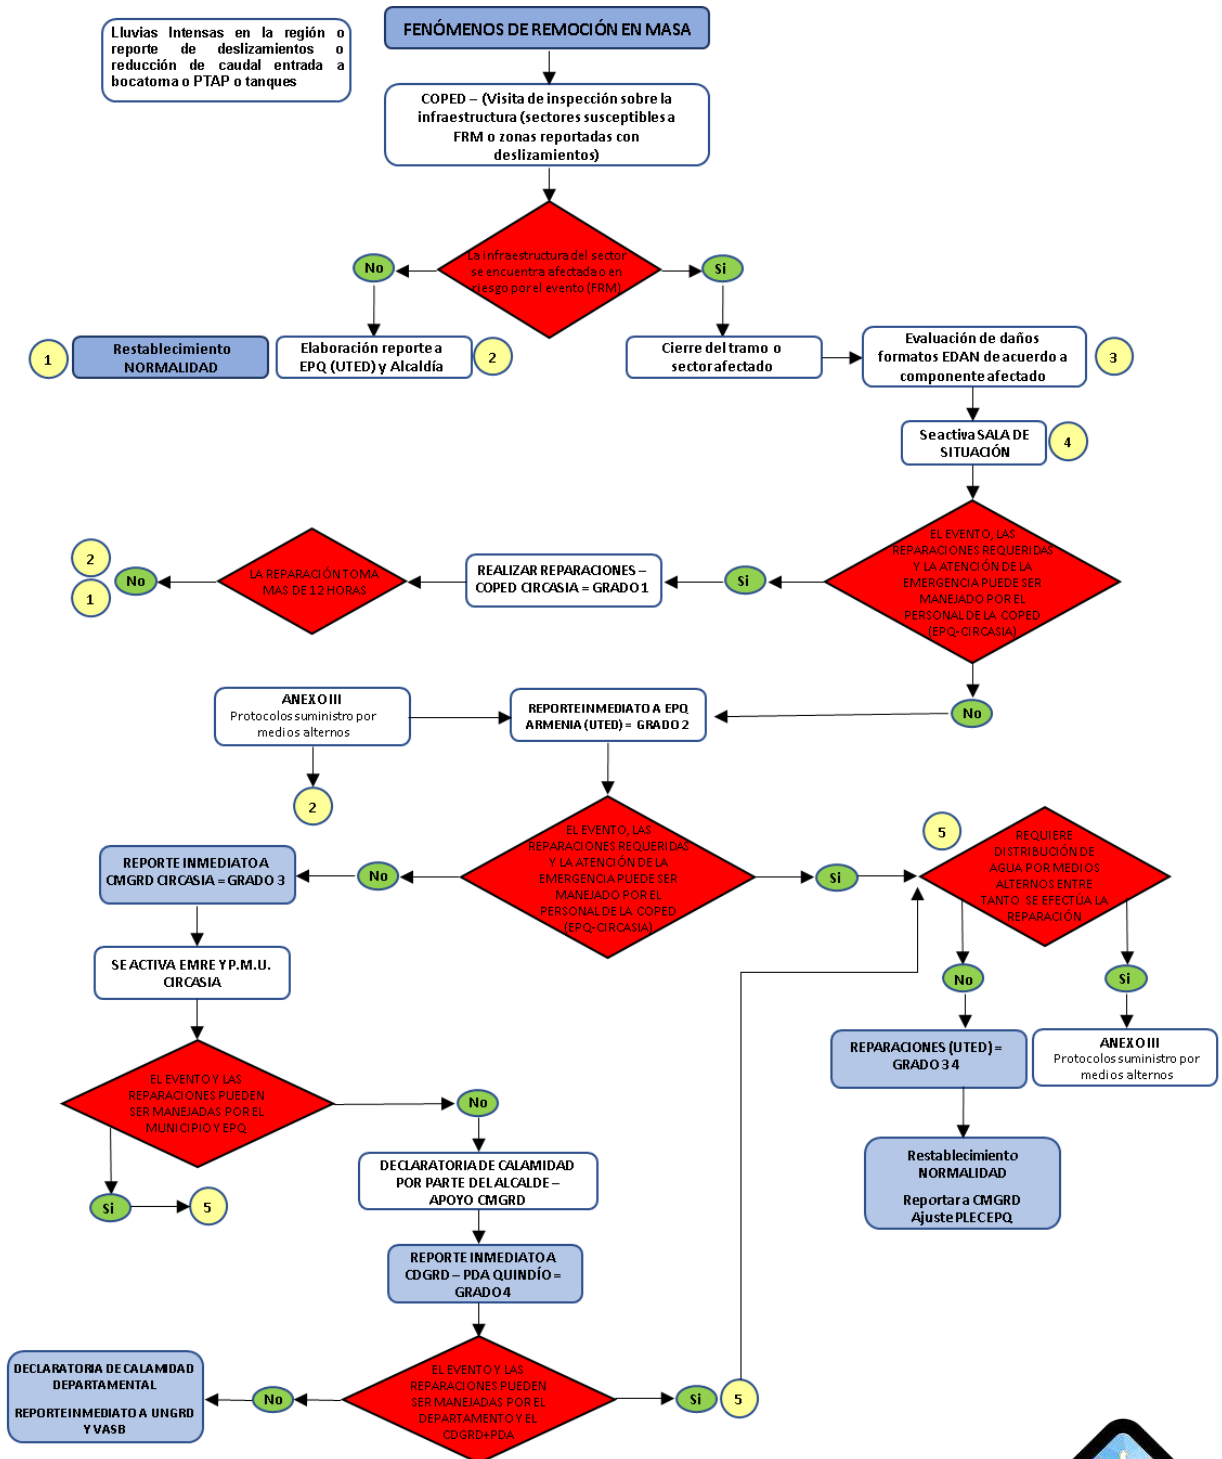 Lluvias Intensas en la región o
reporte de deslizamientos o
reducción de caudal entrada a
bocatoma o PTAP o tanques
FENÓMENOS DE REMOCIÓN EN MASA
COPED – (Visita de inspección sobre la
infraestructura (sectores susceptibles a
FRM o zonas reportadas con
deslizamientos)
La infraestructura del sector
se encuentra afectada o en
riesgo por el evento (FRM)
No
Si
1
Restablecimiento
NORMALIDAD
Elaboración reporte a
EPQ (UTED) y Alcaldía
2
Cierre del tramo o
sector afectado
Evaluación de daños
formatos EDAN de acuerdo a
componente afectado
3
Se activa SALA DE
SITUACIÓN
4
EL EVENTO, LAS
REPARACIONES REQUERIDAS
Y LA ATENCIÓN DE LA
EMERGENCIA PUEDE SER
MANEJADO POR EL
PERSONAL DE LA COPED
(EPQ-CIRCASIA)
Si
REALIZAR REPARACIONES –
COPED CIRCASIA = GRADO 1
LA REPARACIÓN TOMA
MAS DE 12 HORAS
No
2
1
No
ANEXO III
Protocolos suministro por
medios alternos
2
REPORTE INMEDIATO A EPQ
ARMENIA (UTED) = GRADO 2
EL EVENTO, LAS
REPARACIONES REQUERIDAS
Y LA ATENCIÓN DE LA
EMERGENCIA PUEDE SER
MANEJADO POR EL
PERSONAL DE LA COPED
(EPQ-CIRCASIA)
No
Si
5
REQUIERE
DISTRIBUCIÓN DE
AGUA POR MEDIOS
ALTERNOS ENTRE
TANTO SE EFECTÚA LA
REPARACIÓN
REPORTE INMEDIATO A
CMGRD CIRCASIA = GRADO 3
SE ACTIVA EMRE Y P.M.U.
CIRCASIA
No
Si
REPARACIONES (UTED) =
GRADO 3 4
ANEXO III
Protocolos suministro por
medios alternos
EL EVENTO Y LAS
REPARACIONES PUEDEN
SER MANEJADAS POR EL
MUNICIPIO Y EPQ
No
Si
5
DECLARATORIA DE CALAMIDAD
POR PARTE DEL ALCALDE –
APOYO CMGRD
Restablecimiento
NORMALIDAD
Reportar a CMGRD
Ajuste PLEC EPQ
REPORTE INMEDIATO A
CDGRD – PDA QUINDÍO =
GRADO 4
EL EVENTO Y LAS
REPARACIONES PUEDEN
SER MANEJADAS POR EL
DEPARTAMENTO Y EL
CDGRD+PDA
No
Si
5
DECLARATORIA DE CALAMIDAD
DEPARTAMENTAL
REPORTE INMEDIATO A UNGRD
Y VASB